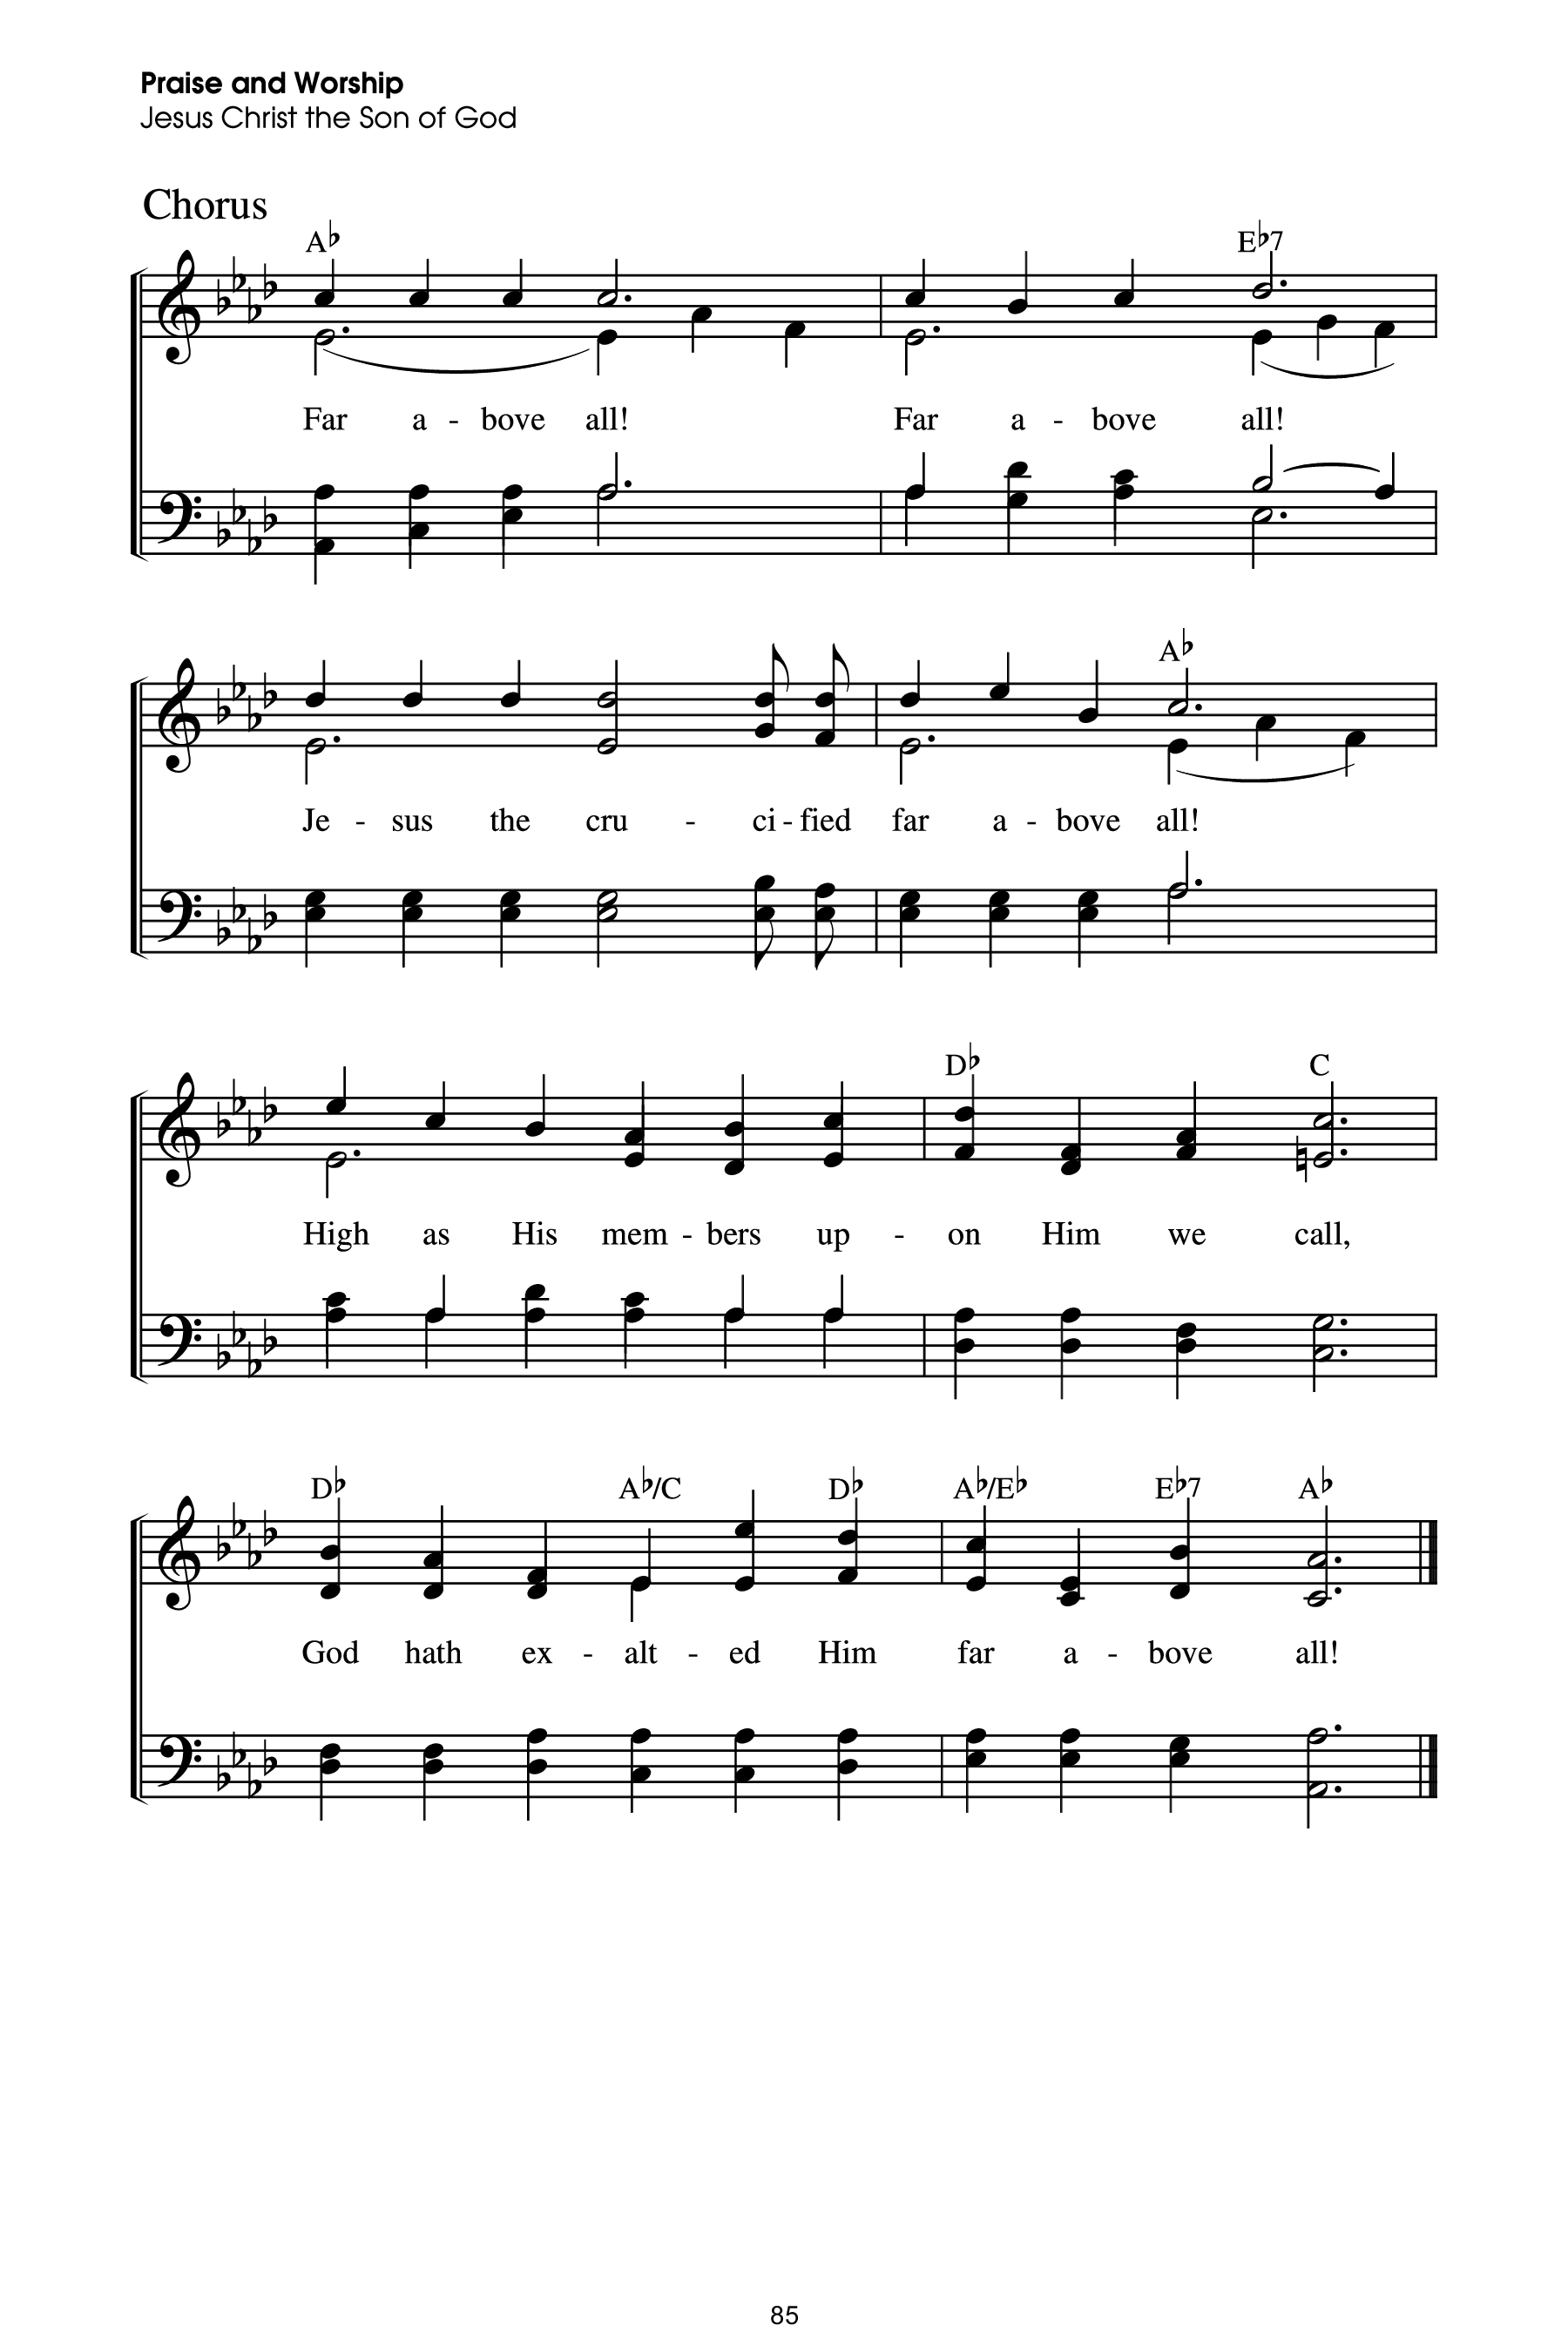 Praise and Worship
Jesus Christ the Son of God
Chorus
A♭ E♭7
Far a - bove all! Far a - bove all!
A♭
Je - sus the cru - ci - fied far a - bove all!
D♭ C
High as His mem - bers up - on Him we call,
D♭ A♭/C D♭ A♭/E♭ E♭7 A♭
God hath ex - alt - ed Him far a - bove all!
85